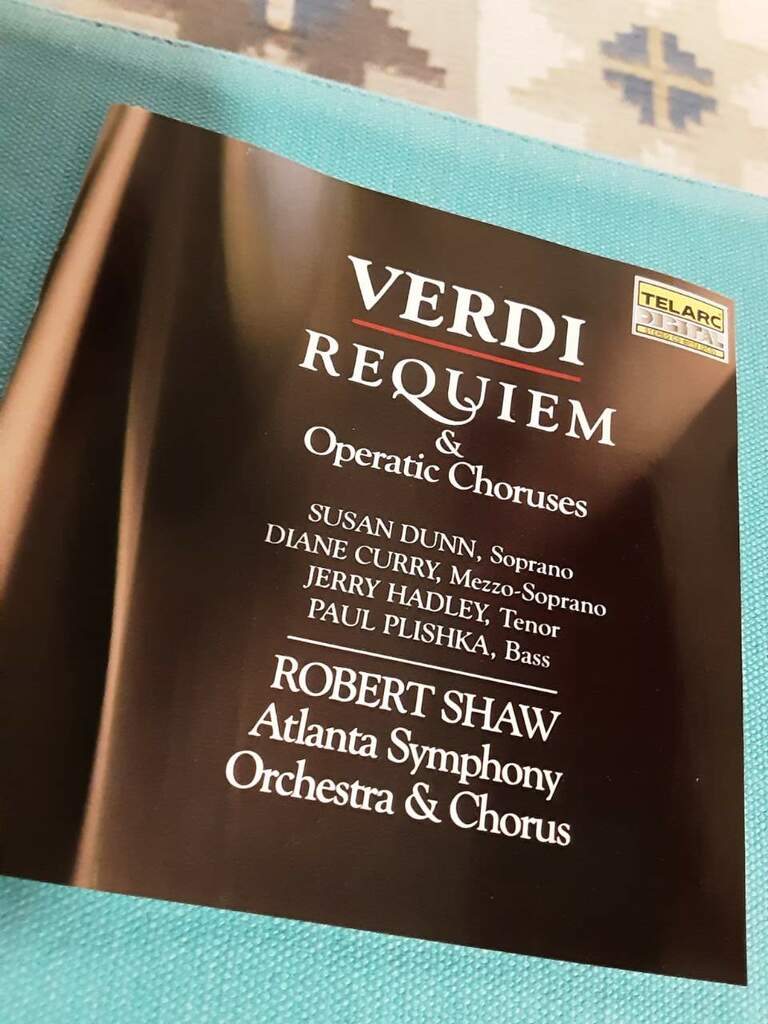 VERDI
REQUIEM
&
Operatic Choruses
SUSAN DUNN, Soprano
DIANE CURRY, Mezzo-Soprano
JERRY HADLEY, Tenor
PAUL PLISHKA, Bass
ROBERT SHAW
Atlanta Symphony
Orchestra & Chorus
TELARC
DIGITAL